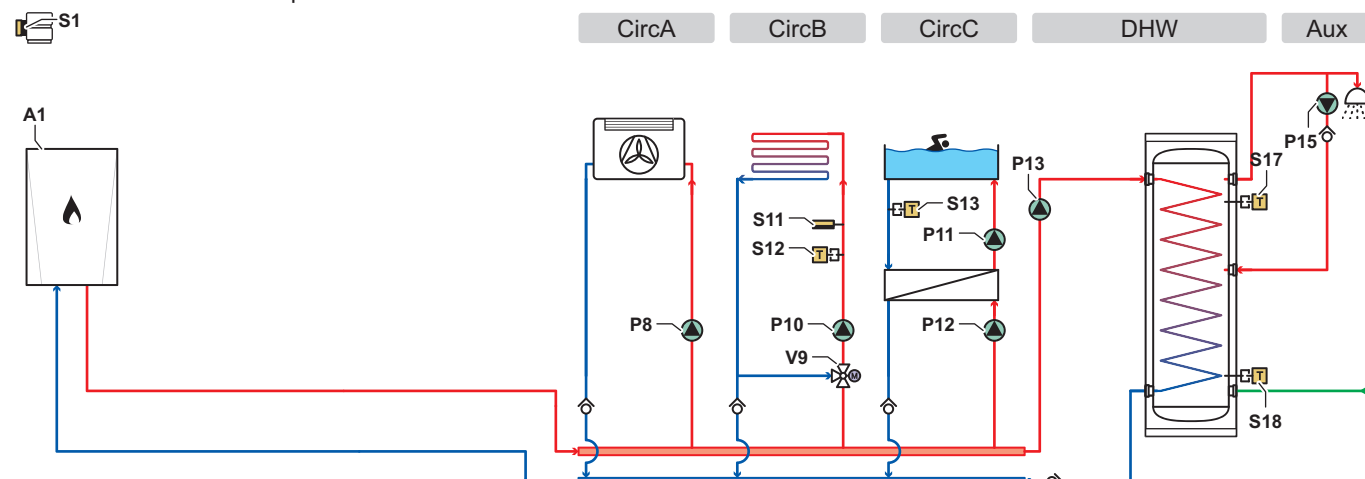 S1
CircA CircB CircC DHW Aux
A1
P15
P13
S17
S11
S13
S12
P11
P8
P10
P12
V9
M
S18
T
T
T
T